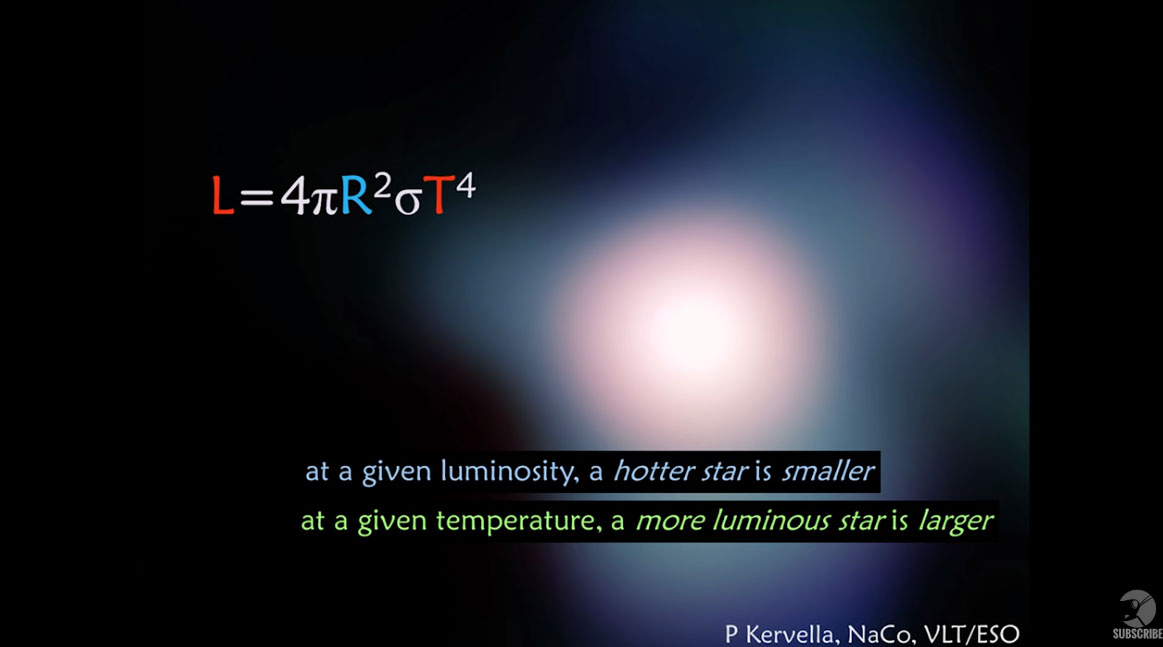 L=4πR²σT⁴
at a given luminosity, a hotter star is smaller
at a given temperature, a more luminous star is larger
P Kervella, NaCo, VLT/ESO
SUBSCRIBE